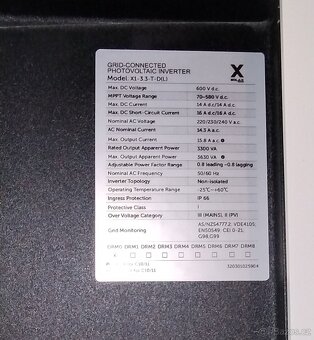 GRID-CONNECTED
PHOTOVOLTAIC INVERTER
Model: X1-3.3-T-D(L)
Max. DC Voltage 600 V d.c.
MPPT Voltage Range 70~580 V d.c.
Max. DC Current 14 A d.c/14 A d.c.
Max. DC Short-Circuit Current 16 A d.c/16 A d.c.
Nominal AC Voltage 220/230/240 V a.c.
AC Nominal Current 14.3 A a.c.
Max. Output Current 15.8 A a.c.
Rated Output Apparent Power 3300 VA
Max. Output Apparent Power 3630 VA
Adjustable Power Factor Range 0.8 leading ~0.8 lagging
Nominal AC Frequency 50/60 Hz
Inverter Topology Non-isolated
Operating Temperature Range -25°C~+60°C
Ingress Protection IP 66
Protective Class I
Over Voltage Category III (MAINS), II (PV)
Grid Monitoring AS/NZS4777.2, VDE4105,
EN50549 CEI 0-21,
G98,G99
DRM0 DRM1 DRM2 DRM3 DRM4 DRM5 DRM6 DRM7 DRM8